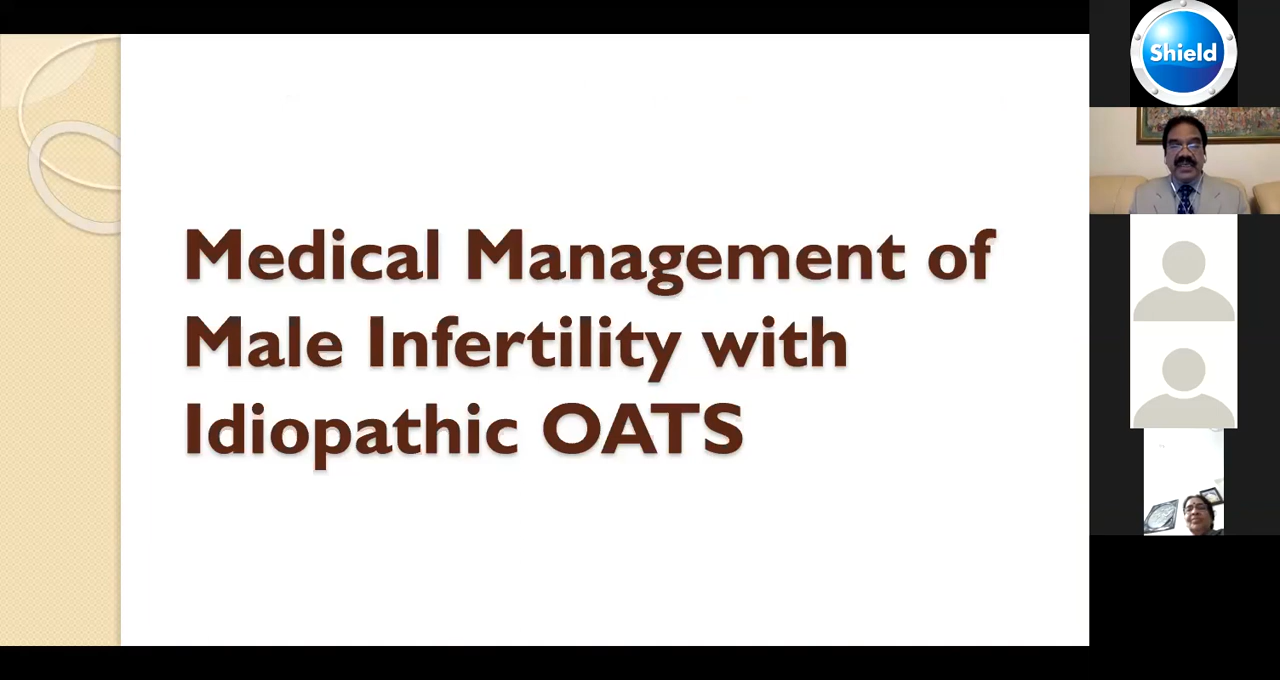 Medical Management of
Male Infertility with
Idiopathic OATS
Shield